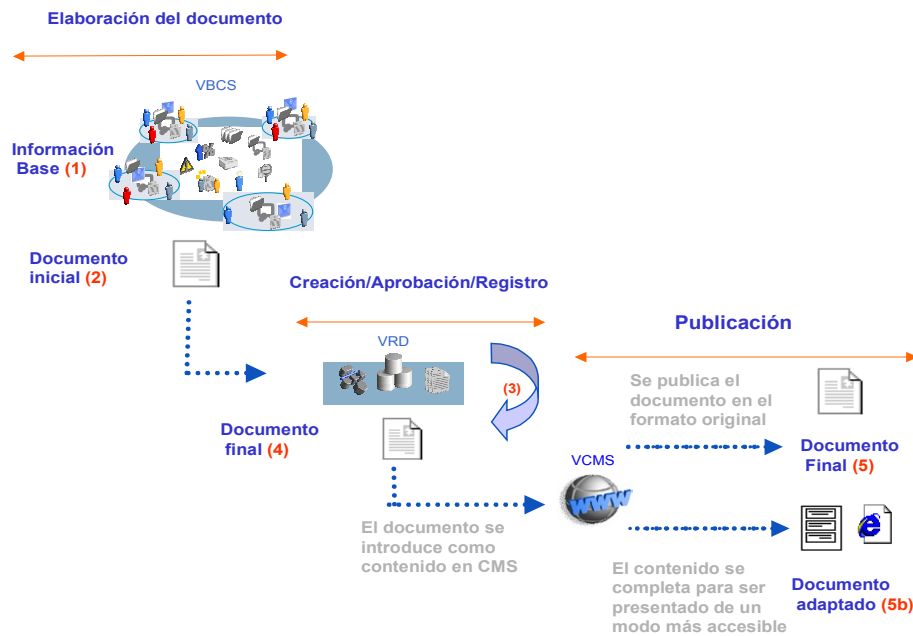 Elaboración del documento
VBCS
Información
Base (1)
Documento
inicial (2)
Creación/Aprobación/Registro
VRD
(3)
Documento
final (4)
El documento se
introduce como
contenido en CMS
Publicación
Se publica el
documento en el
formato original
VCMS
WWW
Documento
Final (5)
El contenido se
completa para ser
presentado de un
modo más accesible
Documento
adaptado (5b)